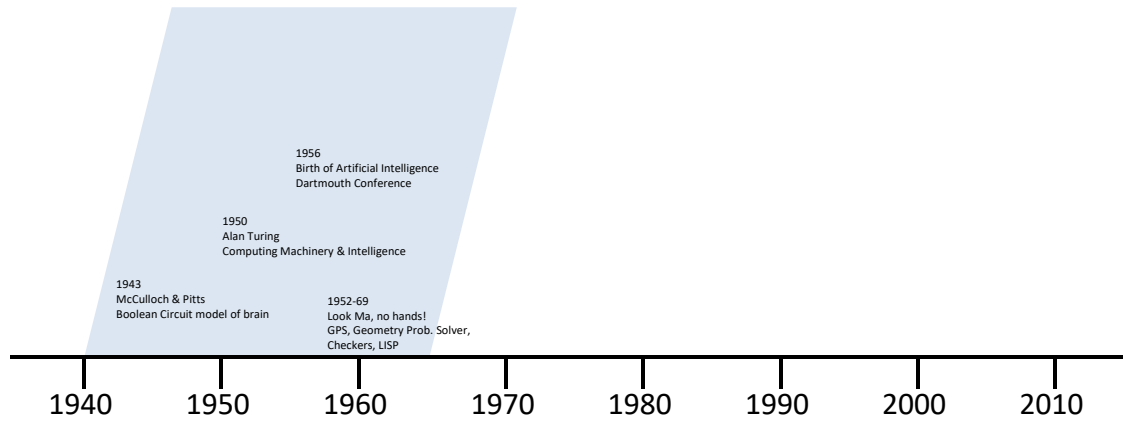 1956
Birth of Artificial Intelligence
Dartmouth Conference
1950
Alan Turing
Computing Machinery & Intelligence
1943
McCulloch & Pitts
Boolean Circuit model of brain
1952-69
Look Ma, no hands!
GPS, Geometry Prob. Solver,
Checkers, LISP
1940 1950 1960 1970 1980 1990 2000 2010